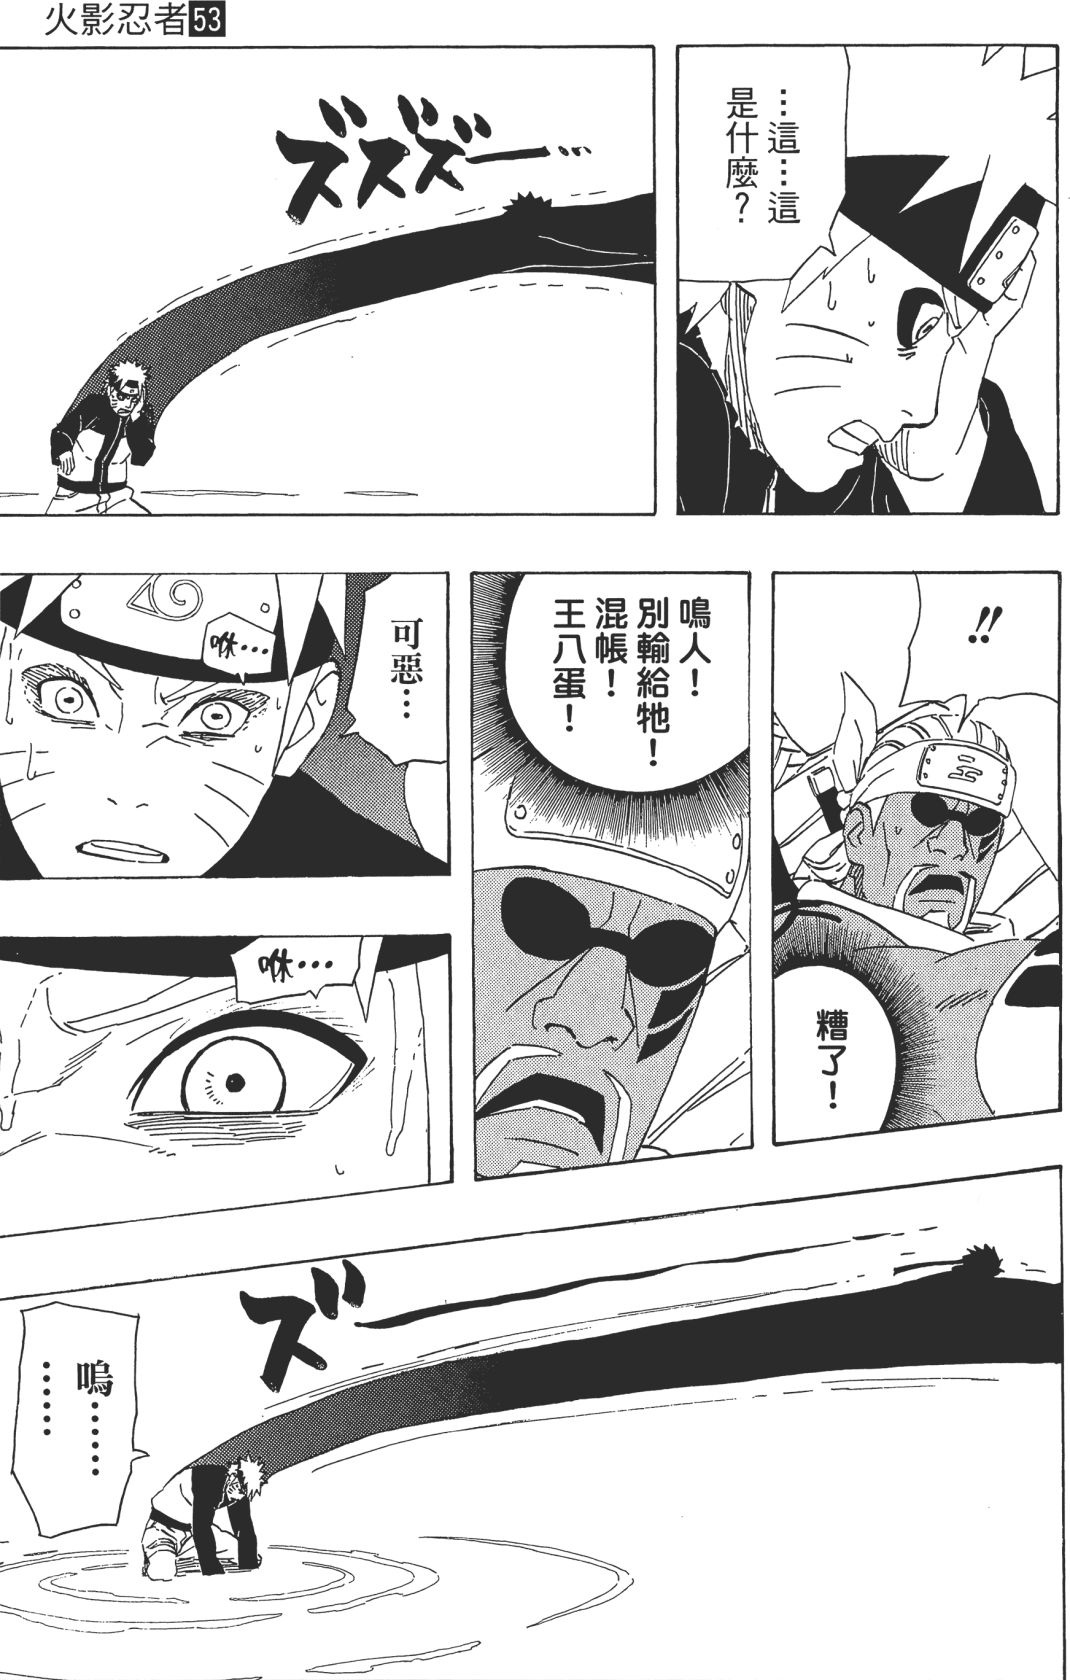 火影忍者53
…這…這
是什麼？
ズズズー…
!!
糟了！
鳴人！
別輸給牠！
混帳！
王八蛋！
可惡…
咻…
咻…
ズ
嗚………
………